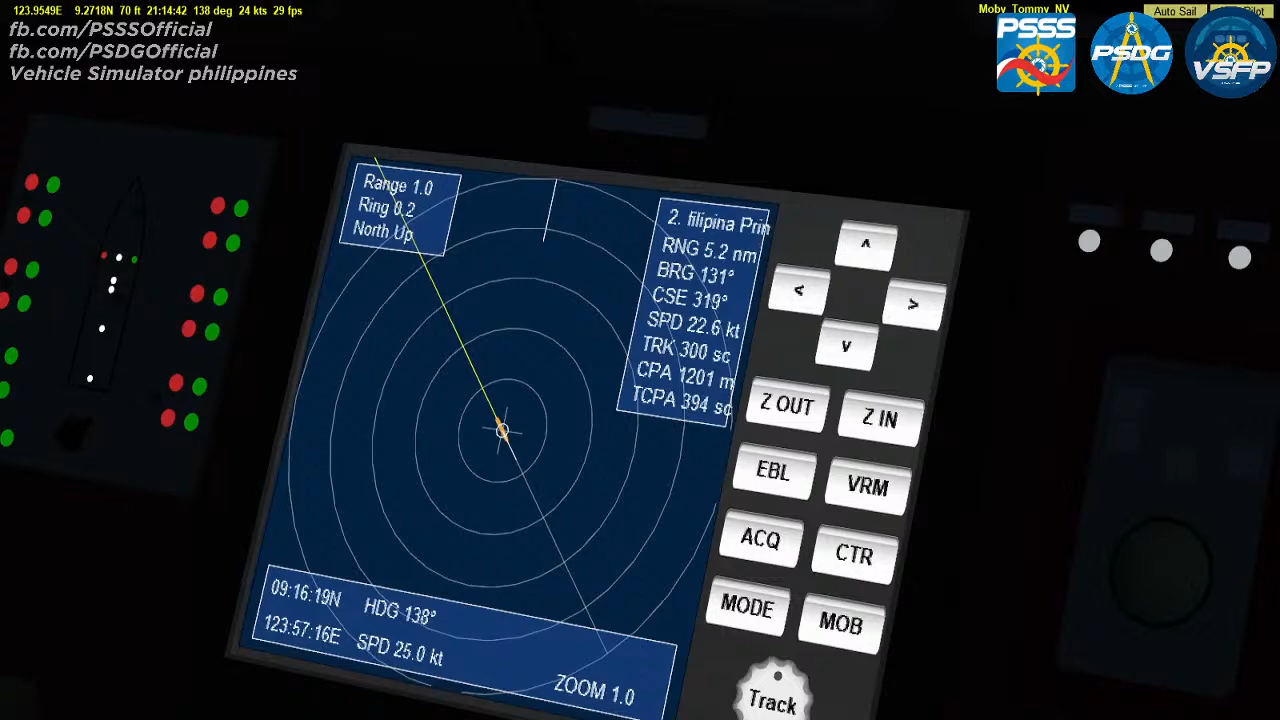 123.9549E 9.2718N 70 ft 21:14:42 138 deg 24 kts 29 fps
Moby_Tommy_NV
Auto Sail
fb.com/PSSSOfficial
fb.com/PSDGOfficial
Vehicle Simulator philippines
PSSS
PSDG
VSFP
Range 1.0
Ring 0.2
North Up
2. filipina Prin
RNG 5.2 nm
BRG 131°
CSE 319°
SPD 22.6 kt
TRK 300 sc
CPA 1201 m
TCPA 394 sc
^
<
>
v
Z OUT
Z IN
EBL
VRM
ACQ
CTR
MODE
MOB
Track
09:16:19N HDG 138°
123:57:16E SPD 25.0 kt
ZOOM 1.0